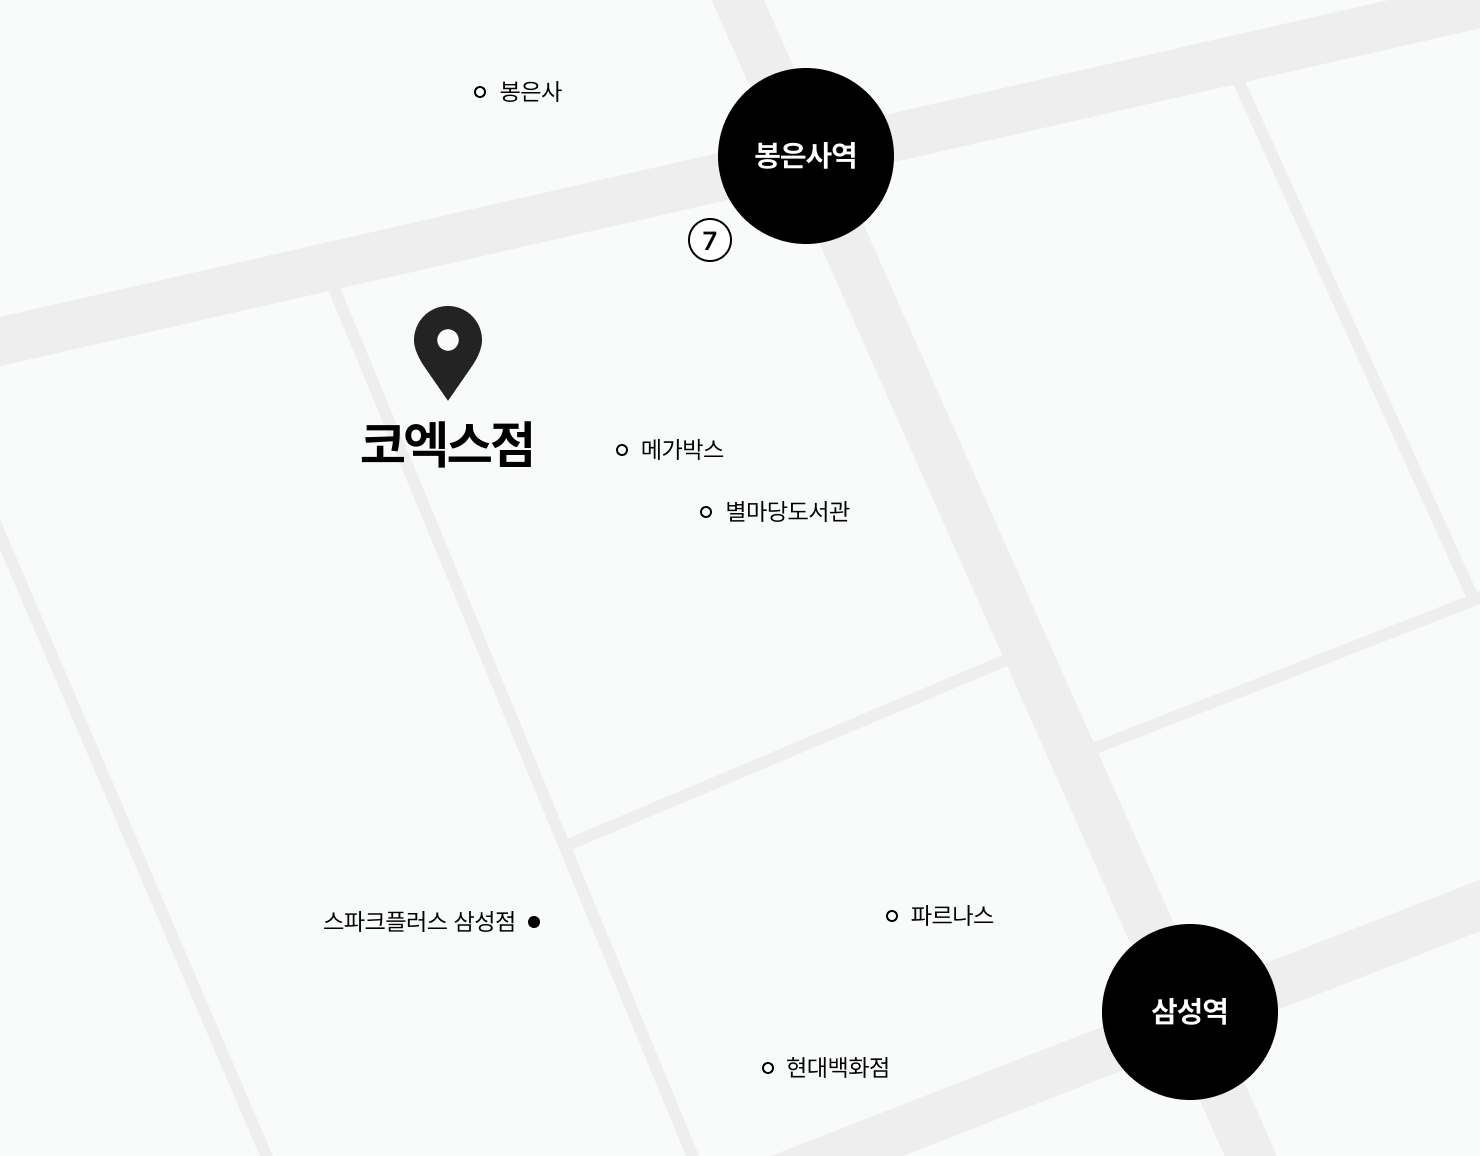 봉은사
봉은사역
7
코엑스점
메가박스
별마당도서관
스파크플러스 삼성점
파르나스
삼성역
현대백화점